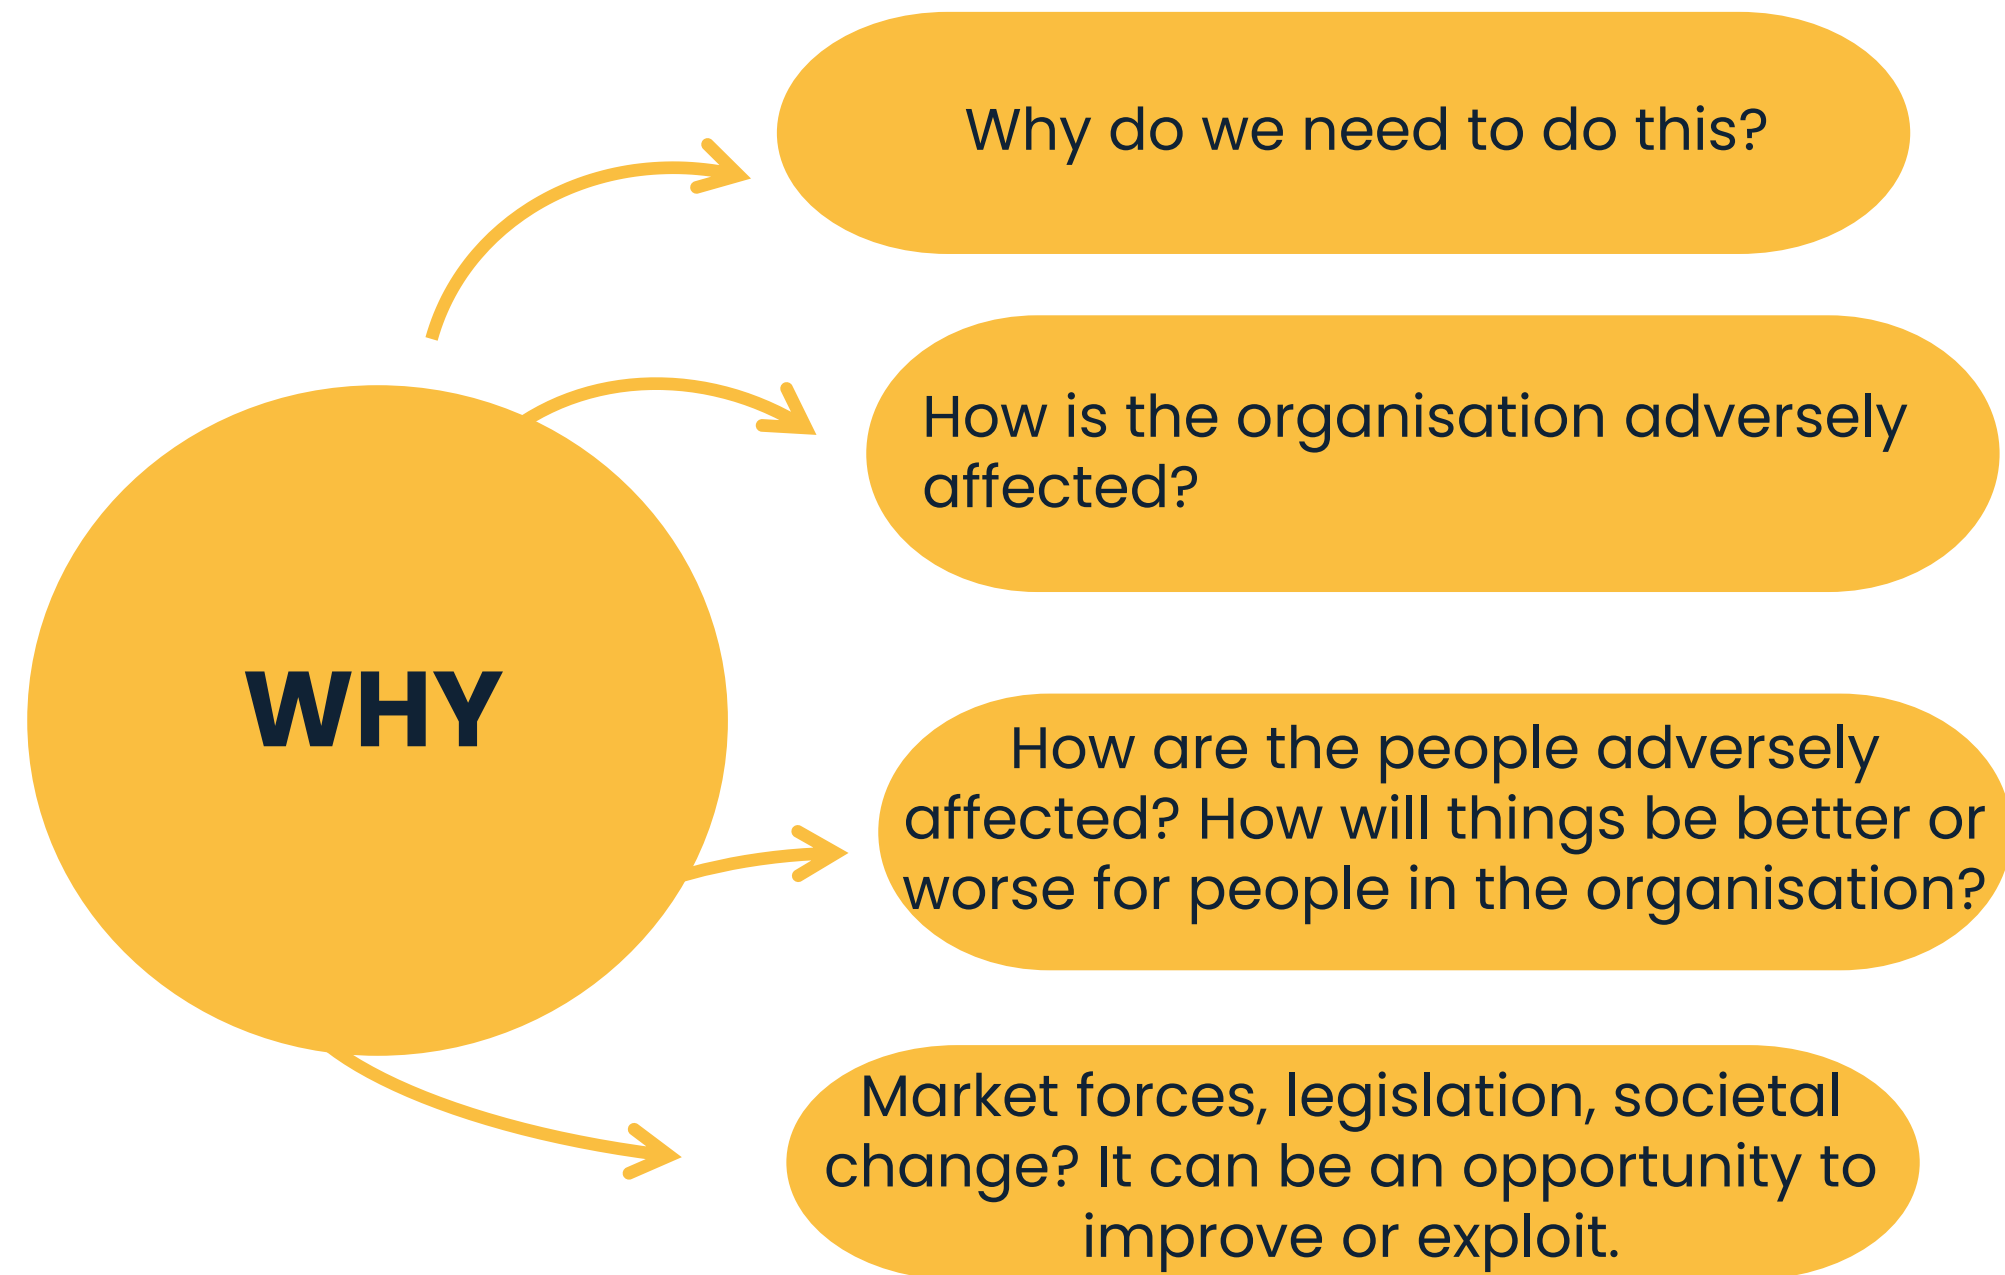 Why do we need to do this?
How is the organisation adversely
affected?
WHY
How are the people adversely
affected? How will things be better or
worse for people in the organisation?
Market forces, legislation, societal
change? It can be an opportunity to
improve or exploit.